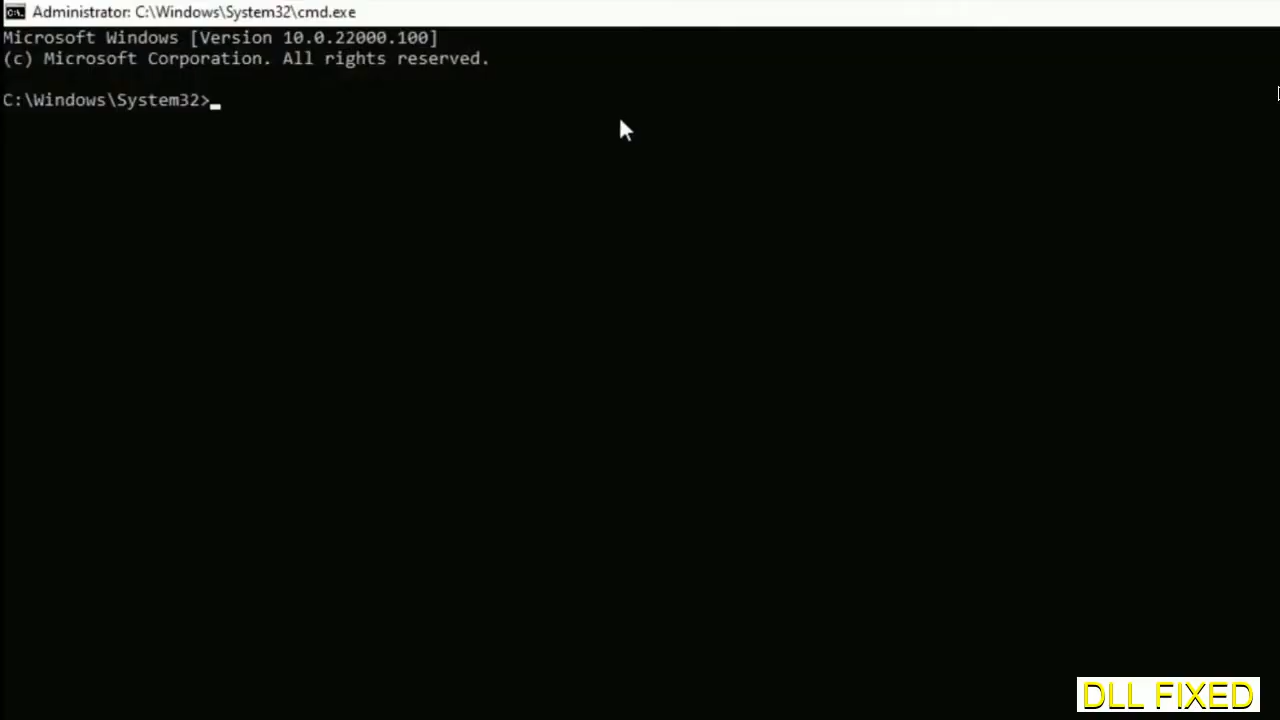 Administrator: C:\Windows\System32\cmd.exe
Microsoft Windows [Version 10.0.22000.100]
(c) Microsoft Corporation. All rights reserved.
C:\Windows\System32>
DLL FIXED